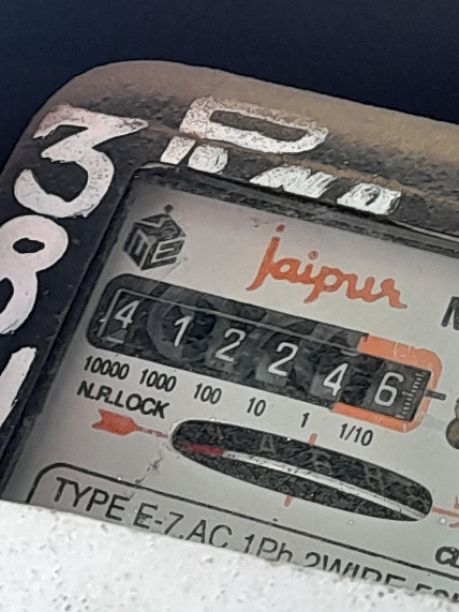 3
8
jaipur
4 1 2 2 4 6
10000 1000 100 10 1 1/10
N.R.LOCK
TYPE E-7.AC 1Ph 2WIRE